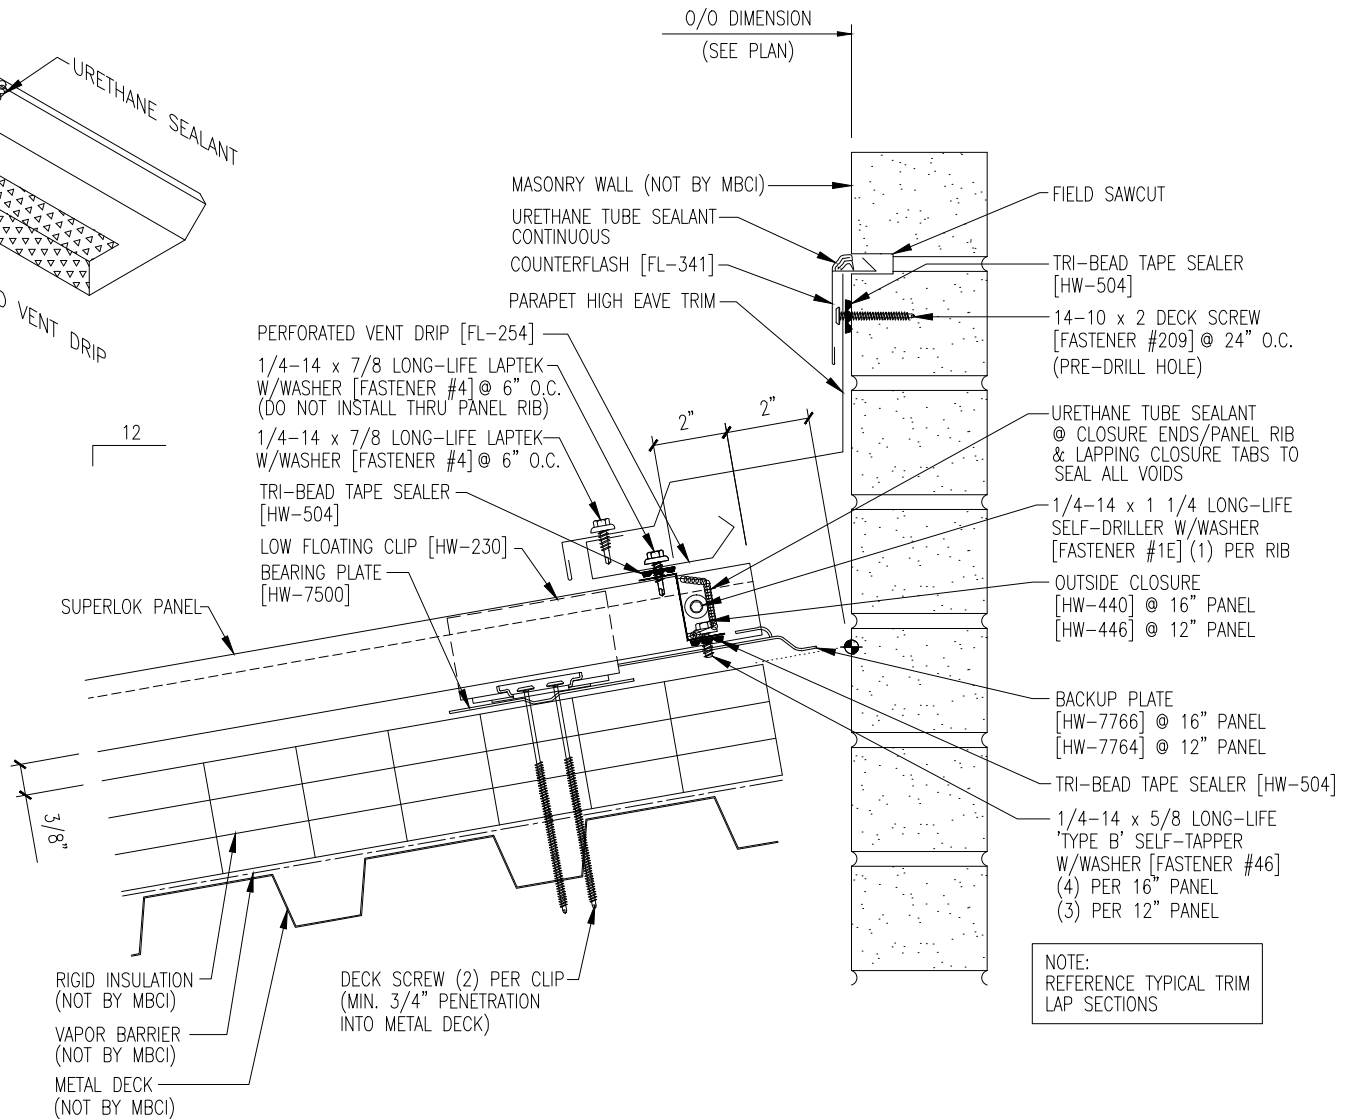 O/O DIMENSION
(SEE PLAN)
URETHANE SEALANT
VENT DRIP
MASONRY WALL (NOT BY MBCI)
URETHANE TUBE SEALANT
CONTINUOUS
COUNTERFLASH [FL-341]
PARAPET HIGH EAVE TRIM
PERFORATED VENT DRIP [FL-254]
1/4-14 x 7/8 LONG-LIFE LAPTEK
W/WASHER [FASTENER #4] @ 6" O.C.
(DO NOT INSTALL THRU PANEL RIB)
1/4-14 x 7/8 LONG-LIFE LAPTEK
W/WASHER [FASTENER #4] @ 6" O.C.
TRI-BEAD TAPE SEALER
[HW-504]
LOW FLOATING CLIP [HW-230]
BEARING PLATE
[HW-7500]
SUPERLOK PANEL
12
2"
2"
3/8"
FIELD SAWCUT
TRI-BEAD TAPE SEALER
[HW-504]
14-10 x 2 DECK SCREW
[FASTENER #209] @ 24" O.C.
(PRE-DRILL HOLE)
URETHANE TUBE SEALANT
@ CLOSURE ENDS/PANEL RIB
& LAPPING CLOSURE TABS TO
SEAL ALL VOIDS
1/4-14 x 1 1/4 LONG-LIFE
SELF-DRILLER W/WASHER
[FASTENER #1E] (1) PER RIB
OUTSIDE CLOSURE
[HW-440] @ 16" PANEL
[HW-446] @ 12" PANEL
BACKUP PLATE
[HW-7766] @ 16" PANEL
[HW-7764] @ 12" PANEL
TRI-BEAD TAPE SEALER [HW-504]
1/4-14 x 5/8 LONG-LIFE
'TYPE B' SELF-TAPPER
W/WASHER [FASTENER #46]
(4) PER 16" PANEL
(3) PER 12" PANEL
RIGID INSULATION
(NOT BY MBCI)
VAPOR BARRIER
(NOT BY MBCI)
METAL DECK
(NOT BY MBCI)
DECK SCREW (2) PER CLIP
(MIN. 3/4" PENETRATION
INTO METAL DECK)
NOTE:
REFERENCE TYPICAL TRIM
LAP SECTIONS